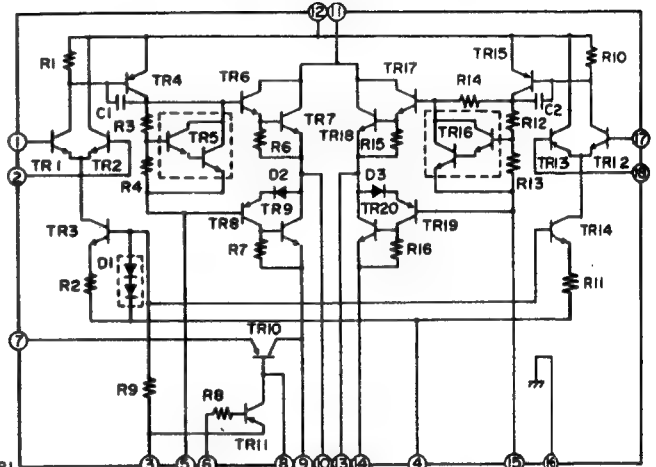 12 11
R1 TR15 R10
TR4 TR6 TR17
R14
C1 C2
R3 TR5 TR7 TR18 R15 TR16 R12
1 17
TR1 TR2 R6 TR13 TR12
2 18
R4 D2 D3 R13
TR8 TR9 TR20 TR19
TR3 TR14
R7 R16
D1
R2 R11
7
TR10
R9
R8
TR11
3 5 6 8 9 10 13 14 4 15 16